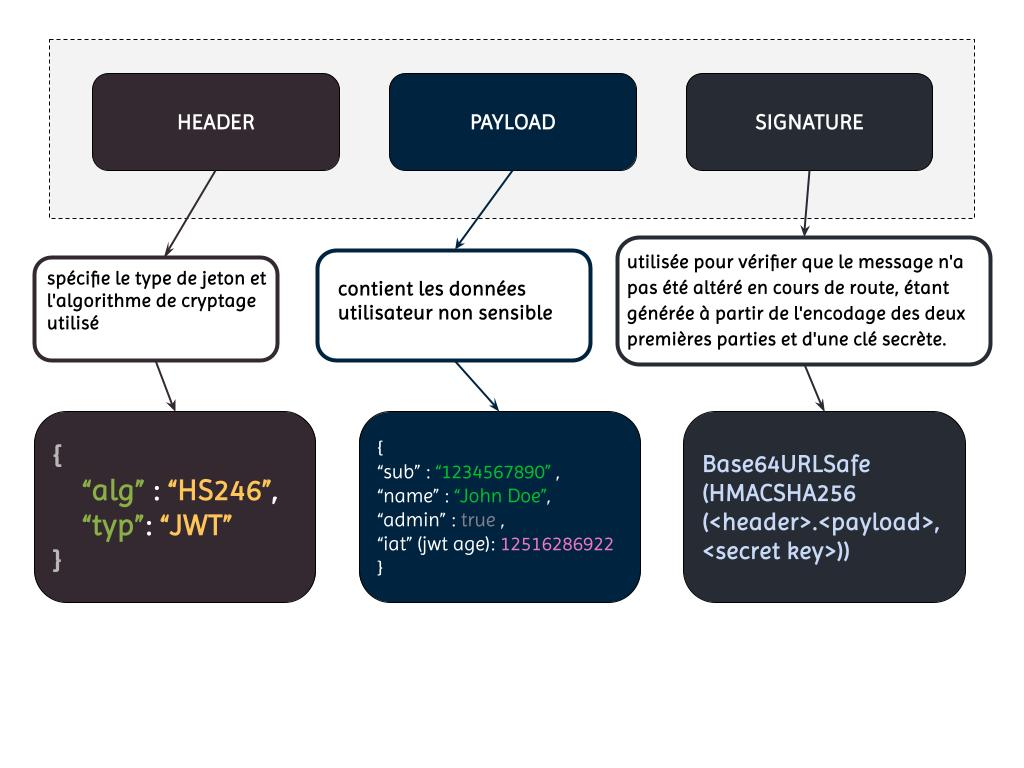 HEADER
PAYLOAD
SIGNATURE
spécifie le type de jeton et
l'algorithme de cryptage
utilisé
contient les données
utilisateur non sensible
utilisée pour vérifier que le message n'a
pas été altéré en cours de route, étant
générée à partir de l'encodage des deux
premières parties et d'une clé secrète.
{
“alg” : “HS246”,
“typ”: “JWT”
}
{
“sub” : “1234567890” ,
“name” : “John Doe”,
“admin” : true ,
“iat” (jwt age): 12516286922
}
Base64URLSafe
(HMACSHA256
(<header>.<payload>,
<secret key>))